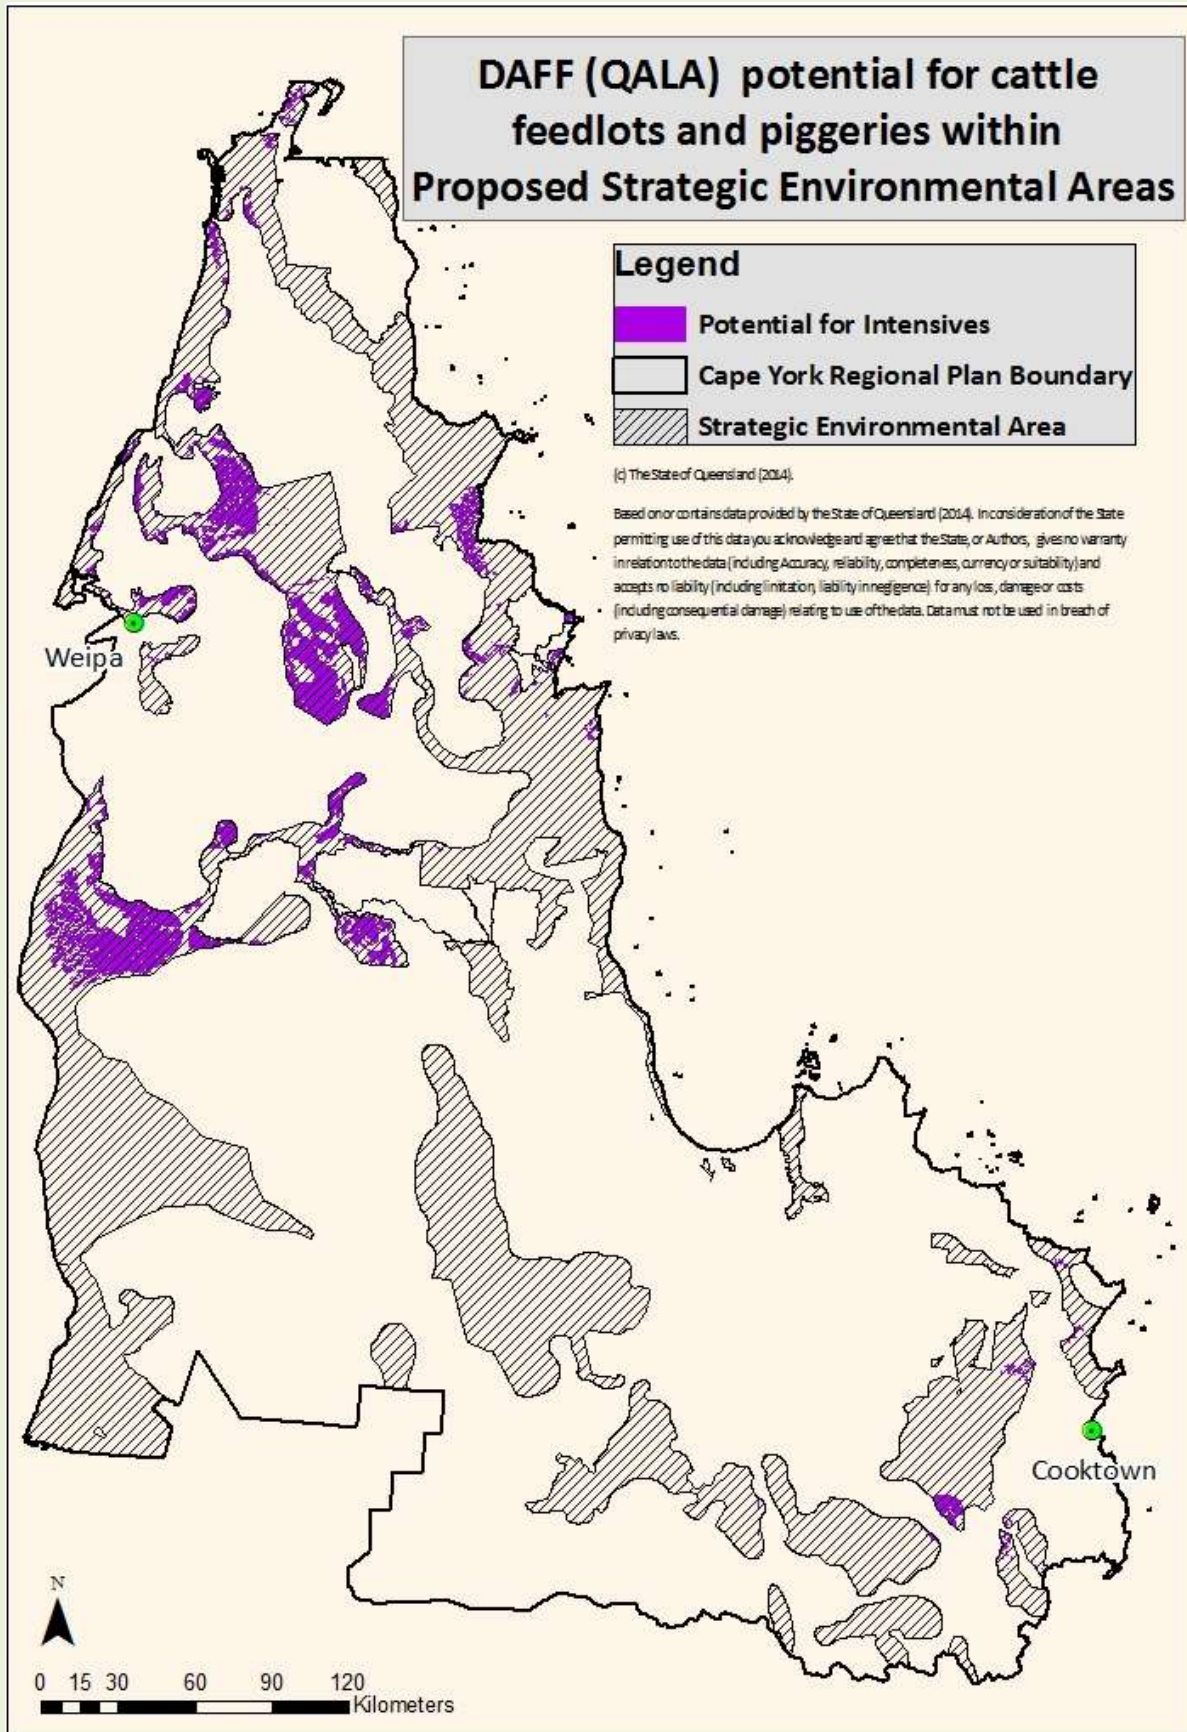 DAFF (QALA) potential for cattle
feedlots and piggeries within
Proposed Strategic Environmental Areas
Legend
Potential for Intensives
Cape York Regional Plan Boundary
Strategic Environmental Area
(c) The State of Queensland (2014).
Based on or contains data provided by the State of Queensland (2014). In consideration of the State
permitting use of this data you acknowledge and agree that the State, or Authors, gives no warranty
in relation to the data (including Accuracy, reliability, completeness, currency or suitability) and
accepts no liability (including limitation, liability in negligence) for any loss, damage or costs
(including consequential damage) relating to use of the data. Data must not be used in breach of
privacy laws.
Weipa
Cooktown
N
0 15 30 60 90 120
Kilometers